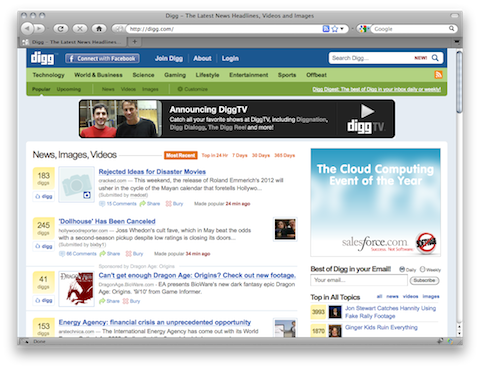 Digg - The Latest News Headlines, Videos and Images
http://digg.com/
Google
Digg - The Latest News Headlines...
digg
Connect with Facebook
Join Digg
About
Login
Search Digg...
NEW!
Technology
World & Business
Science
Gaming
Lifestyle
Entertainment
Sports
Offbeat
Popular
Upcoming
News
Videos
Images
Customize
Digg Digest: The best of Digg in your inbox daily or weekly!
Announcing DiggTV
Catch all your favorite shows at DiggTV, including Diggnation,
Digg Dialogg, The Digg Reel and more!
diggTV
News, Images, Videos
Most Recent
Top in 24 Hr
7 Days
30 Days
365 Days
183
diggs
digg
Rejected Ideas for Disaster Movies
cracked.com — This weekend, the release of Roland Emmerich's 2012 will
usher in the cycle of the Mayan calendar that foretells Hollywo...
15 Comments
Share
Bury
Made popular 24 min ago
245
diggs
digg
'Dollhouse' Has Been Canceled
hollywoodreporter.com — Joss Whedon's cult fave, which in May beat the odds
with a second-season pickup despite low ratings is closing its doors...
68 Comments
Share
Bury
Made popular 34 min ago
Sponsored by Dragon Age: Origins
41
diggs
digg
Can't get enough Dragon Age: Origins? Check out new footage.
DragonAge.BioWare.com - EA presents BioWare's new dark fantasy epic Dragon
Age: Origins. '9/10' from Game Informer.
Share
Bury
153
diggs
Energy Agency: financial crisis an unprecedented opportunity
arstechnica.com — The International Energy Agency has come out with its World
The Cloud Computing
Event of the Year
salesforce.com
Best of Digg in your Email!
Daily
Weekly
Your email...
Subscribe
Top in All Topics
all
news
videos
images
3993
Jon Stewart Catches Hannity Using
Fake Rally Footage
1870
Ginger Kids Ruin Everything
Done